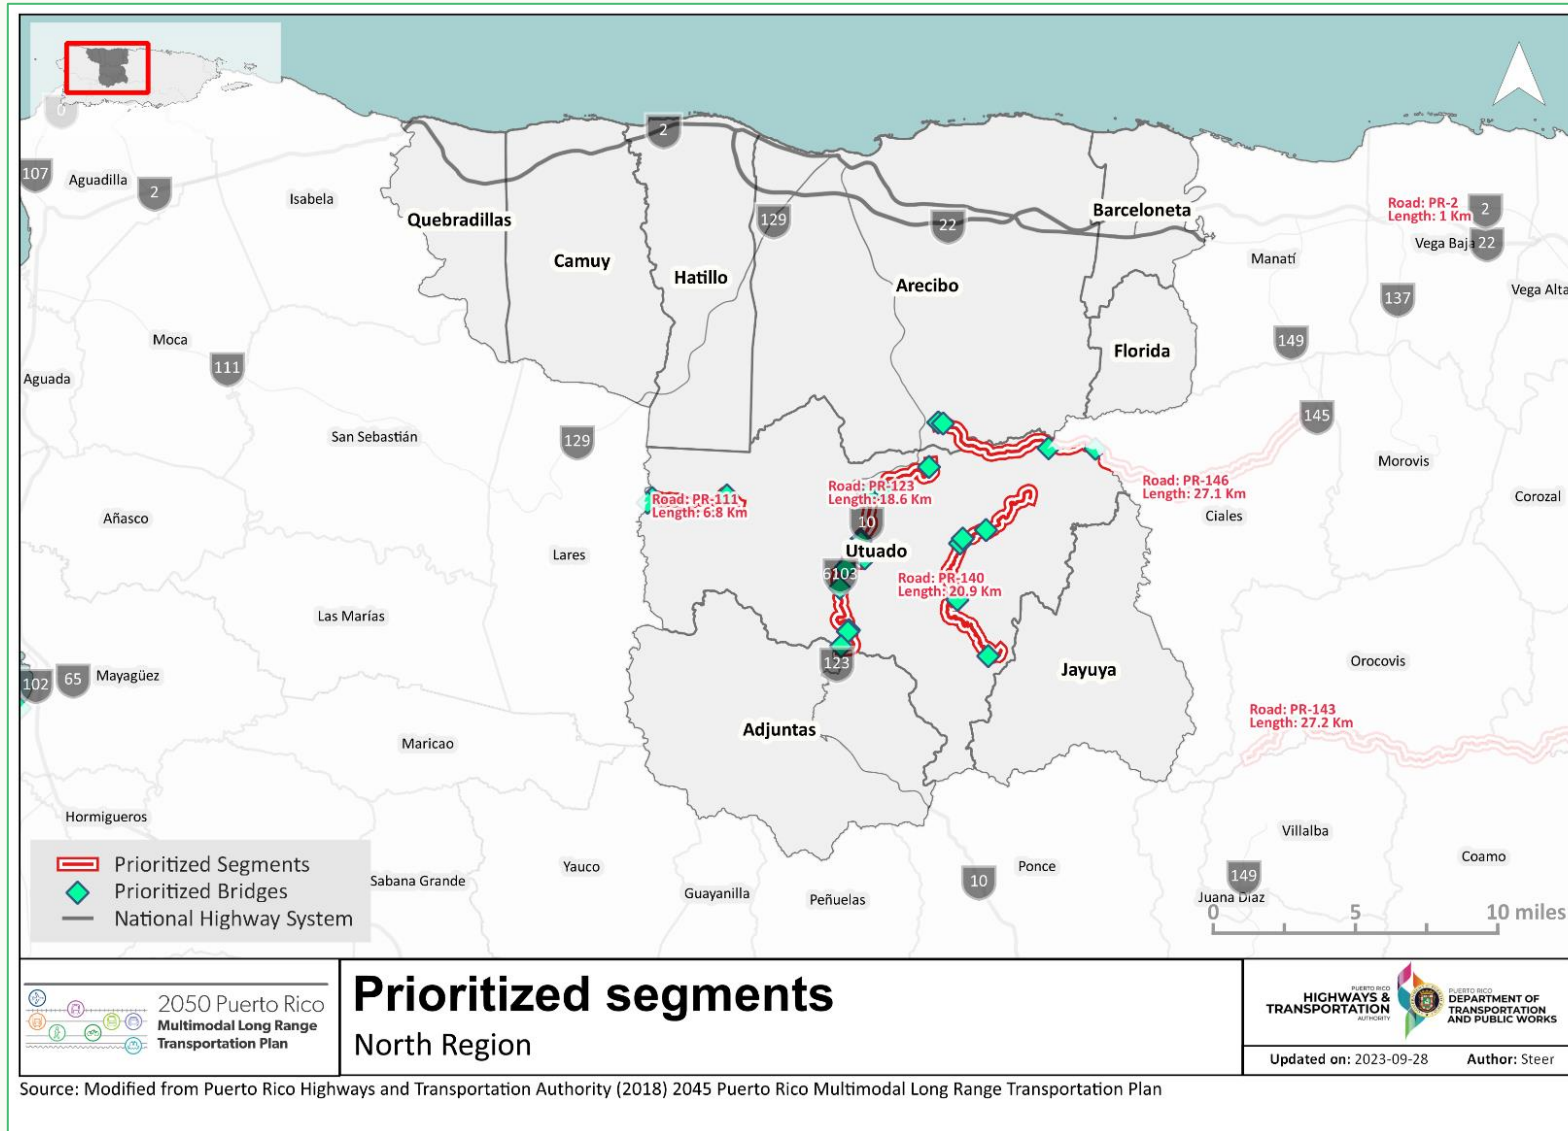 0
2
107
Aguadilla
2
Isabela
Quebradillas
Camuy
Hatillo
129
22
Arecibo
Barceloneta
Road: PR-2
Length: 1 Km
2
22
Vega Baja
Manatí
137
Vega Alta
Moca
111
Aguada
Florida
149
San Sebastián
129
145
Morovis
Corozal
Road: PR-111
Length: 6.8 Km
Road: PR-123
Length: 18.6 Km
10
Road: PR-146
Length: 27.1 Km
Ciales
Añasco
Lares
Utuado
6103
Road: PR-140
Length: 20.9 Km
Las Marías
102
65
Mayagüez
123
Jayuya
Orocovis
Road: PR-143
Length: 27.2 Km
Adjuntas
Maricao
Hormigueros
Villalba
Coamo
Sabana Grande
Yauco
Guayanilla
Peñuelas
10
Ponce
149
Juana Díaz
0 5 10 miles
Prioritized Segments
Prioritized Bridges
National Highway System
2050 Puerto Rico
Multimodal Long Range
Transportation Plan
Prioritized segments
North Region
PUERTO RICO
HIGHWAYS &
TRANSPORTATION
AUTHORITY
PUERTO RICO
DEPARTMENT OF
TRANSPORTATION
AND PUBLIC WORKS
Updated on: 2023-09-28 Author: Steer
Source: Modified from Puerto Rico Highways and Transportation Authority (2018) 2045 Puerto Rico Multimodal Long Range Transportation Plan